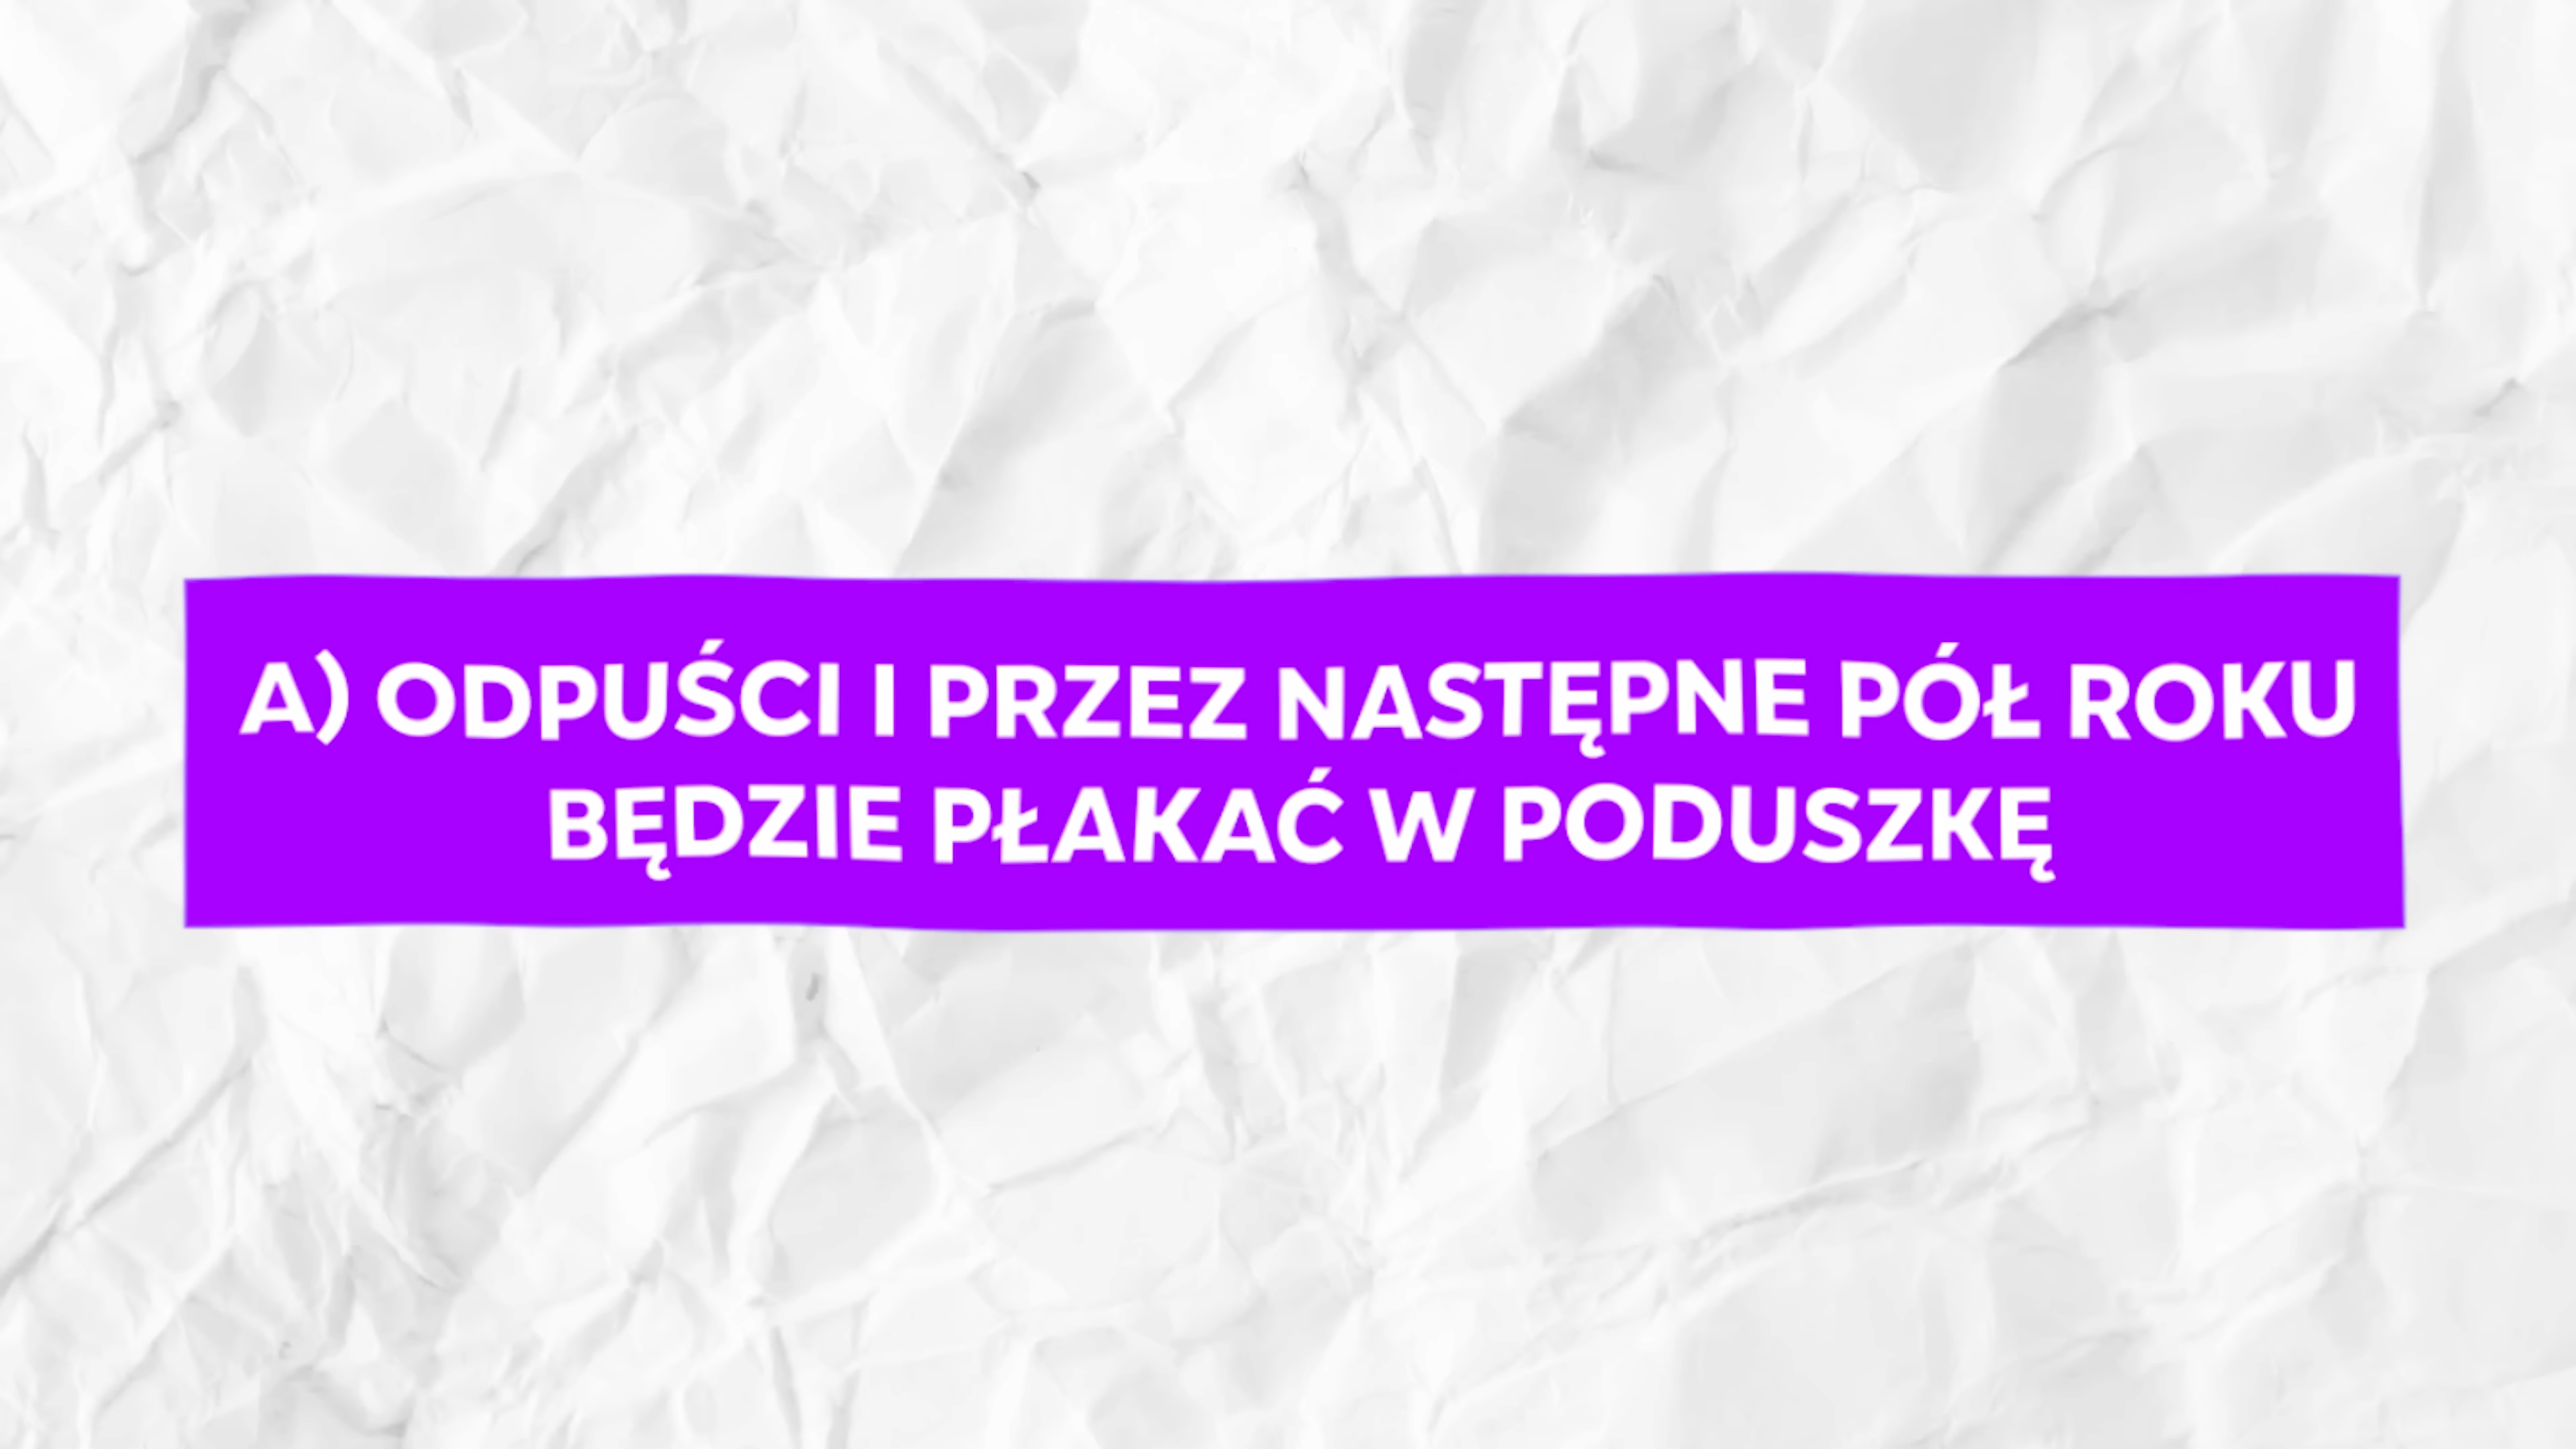 A) ODPUŚCI I PRZEZ NASTĘPNE PÓŁ ROKU
BĘDZIE PŁAKAĆ W PODUSZKĘ